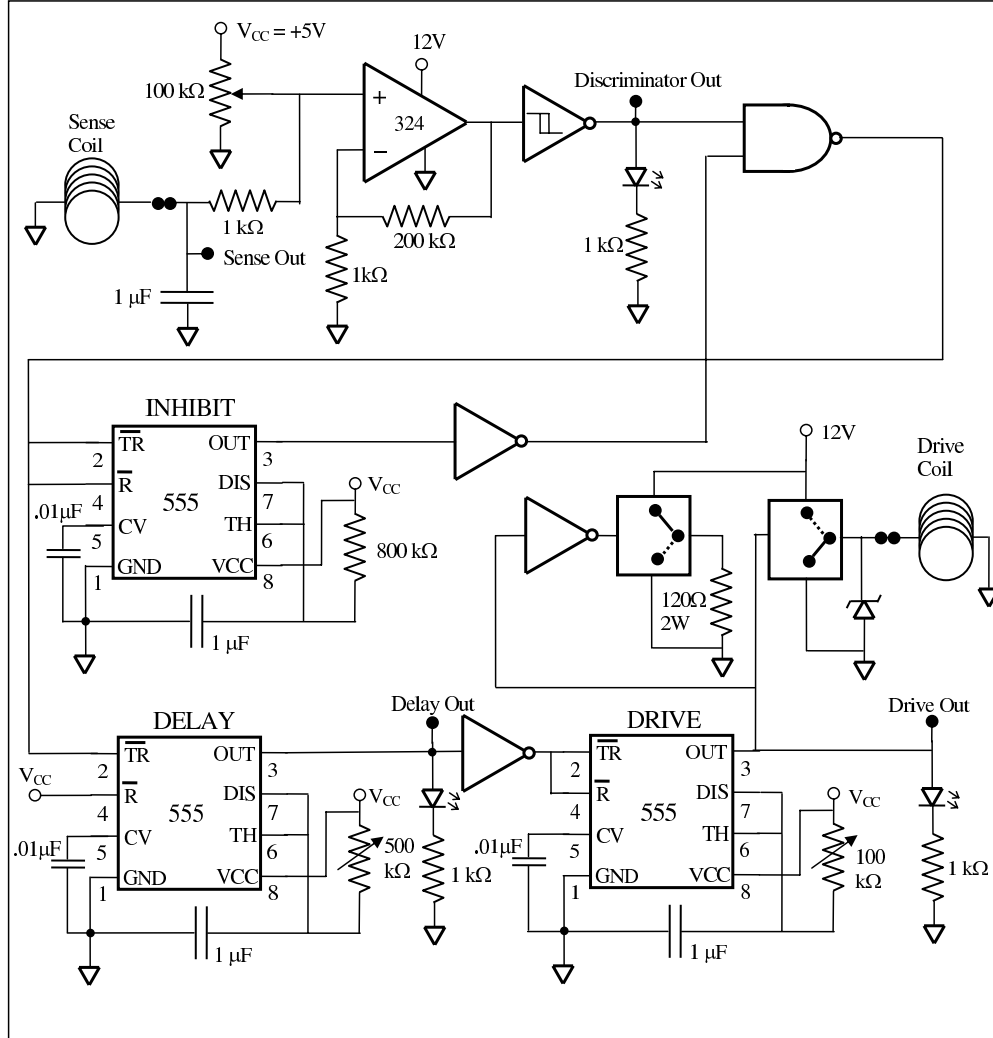 V_CC = +5V
12V
100 kΩ
Discriminator Out
Sense
Coil
+
324
−
1 kΩ
200 kΩ
1 kΩ
Sense Out
1kΩ
1 µF
INHIBIT
TR
OUT
2
3
R
DIS
4
555
7
.01µF
CV
TH
5
6
GND
VCC
1
8
V_CC
800 kΩ
1 µF
12V
Drive
Coil
120Ω
2W
DELAY
Delay Out
DRIVE
Drive Out
TR
OUT
2
3
V_CC
R
DIS
4
555
7
.01µF
CV
TH
5
6
GND
VCC
1
8
V_CC
500
kΩ
1 kΩ
1 µF
TR
OUT
2
3
R
DIS
4
555
7
.01µF
CV
TH
5
6
GND
VCC
1
8
V_CC
100
kΩ
1 kΩ
1 µF